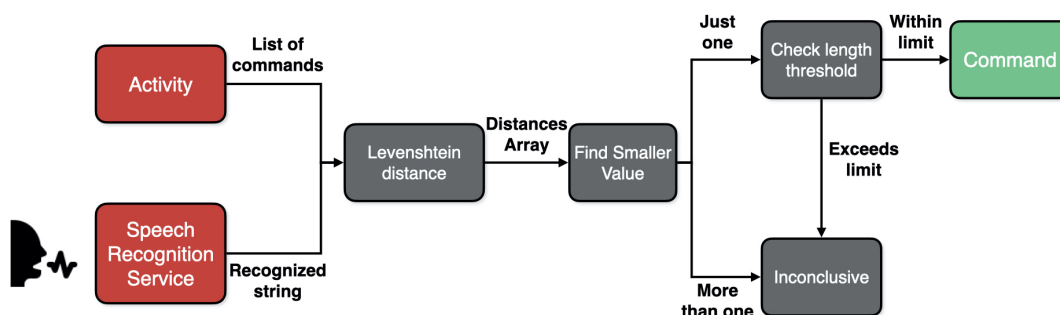 List of
commands
Activity
Speech
Recognition
Service
Recognized
string
Levenshtein
distance
Distances
Array
Find Smaller
Value
Just
one
Check length
threshold
Within
limit
Command
Exceeds
limit
More
than one
Inconclusive